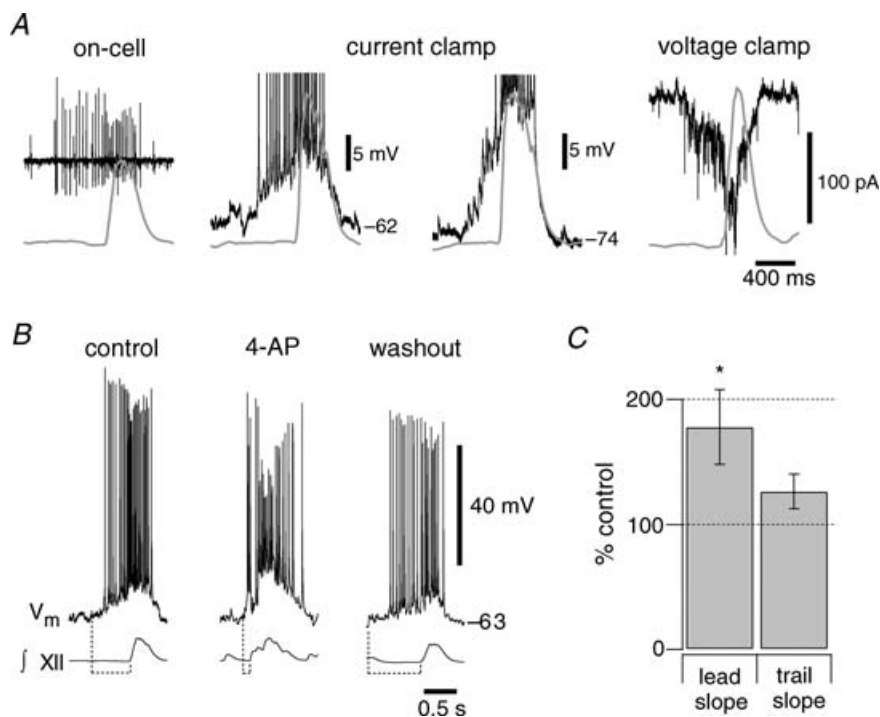 A
on-cell
current clamp
voltage clamp
5 mV
–62
5 mV
–74
100 pA
400 ms
B
control
4-AP
washout
40 mV
Vm
–63
∫ XII
0.5 s
C
*
200
100
0
% control
lead slope
trail slope